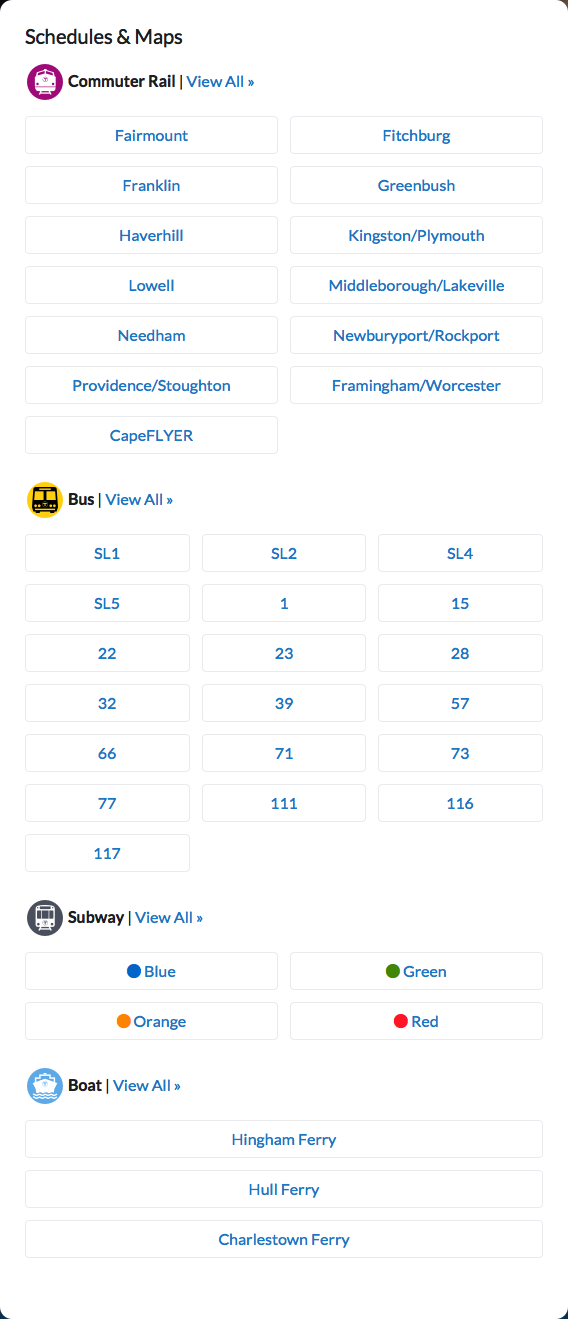 Schedules & Maps
Commuter Rail | View All »
Fairmount
Fitchburg
Franklin
Greenbush
Haverhill
Kingston/Plymouth
Lowell
Middleborough/Lakeville
Needham
Newburyport/Rockport
Providence/Stoughton
Framingham/Worcester
CapeFLYER
Bus | View All »
SL1
SL2
SL4
SL5
1
15
22
23
28
32
39
57
66
71
73
77
111
116
117
Subway | View All »
Blue
Green
Orange
Red
Boat | View All »
Hingham Ferry
Hull Ferry
Charlestown Ferry